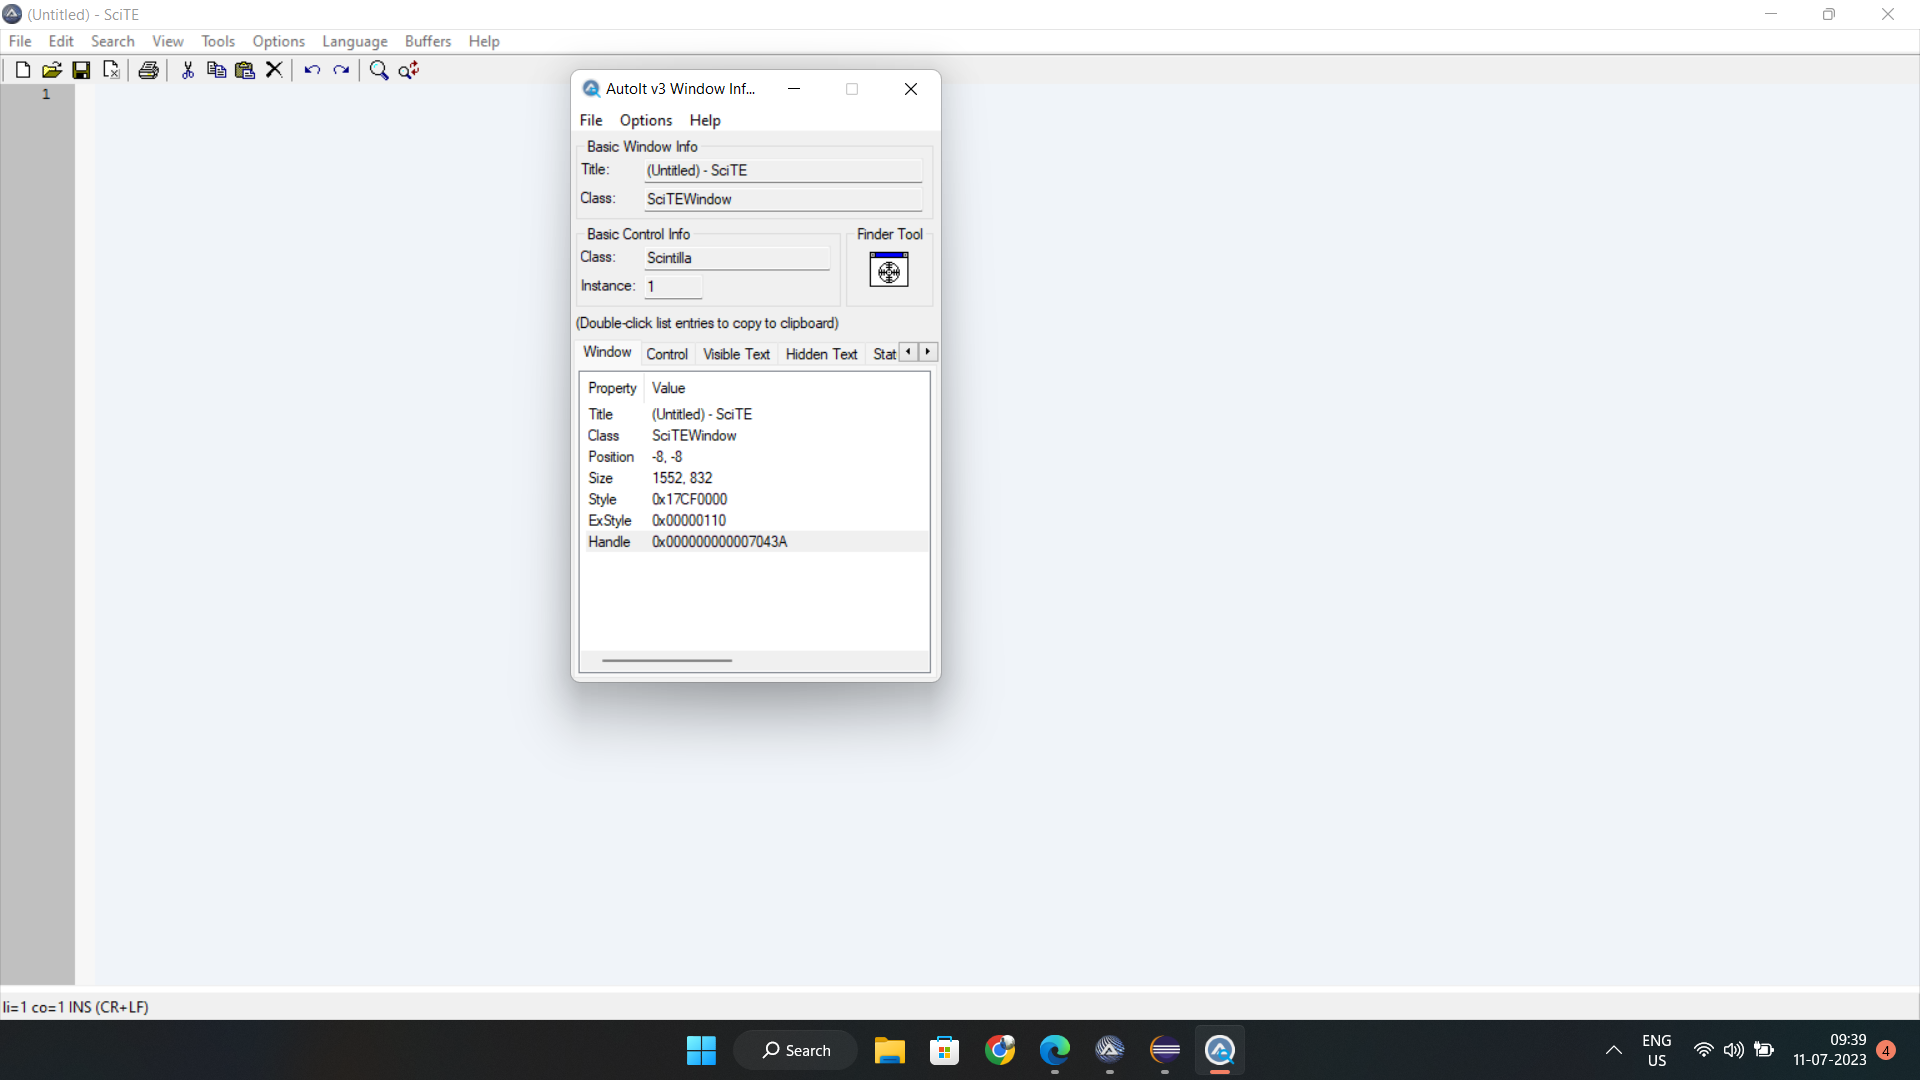 (Untitled) - SciTE
File Edit Search View Tools Options Language Buffers Help
1
AutoIt v3 Window Inf...
File Options Help
Basic Window Info
Title: (Untitled) - SciTE
Class: SciTEWindow
Basic Control Info
Finder Tool
Class: Scintilla
Instance: 1
(Double-click list entries to copy to clipboard)
Window Control Visible Text Hidden Text Stat
Property Value
Title (Untitled) - SciTE
Class SciTEWindow
Position -8, -8
Size 1552, 832
Style 0x17CF0000
ExStyle 0x00000110
Handle 0x000000000007043A
li=1 co=1 INS (CR+LF)
Search
ENG
US
09:39
11-07-2023
4